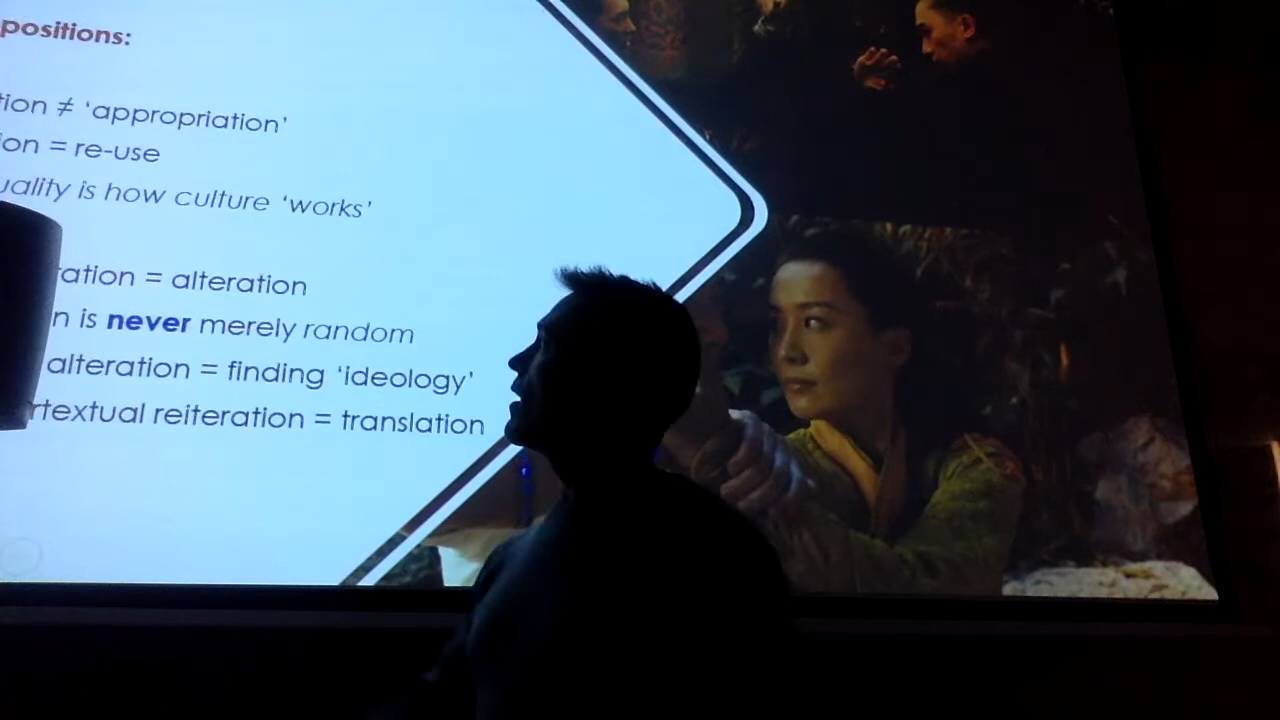 positions:
tion ≠ ‘appropriation’
ion = re-use
uality is how culture ‘works’
ration = alteration
n is never merely random
alteration = finding ‘ideology’
rtextual reiteration = translation